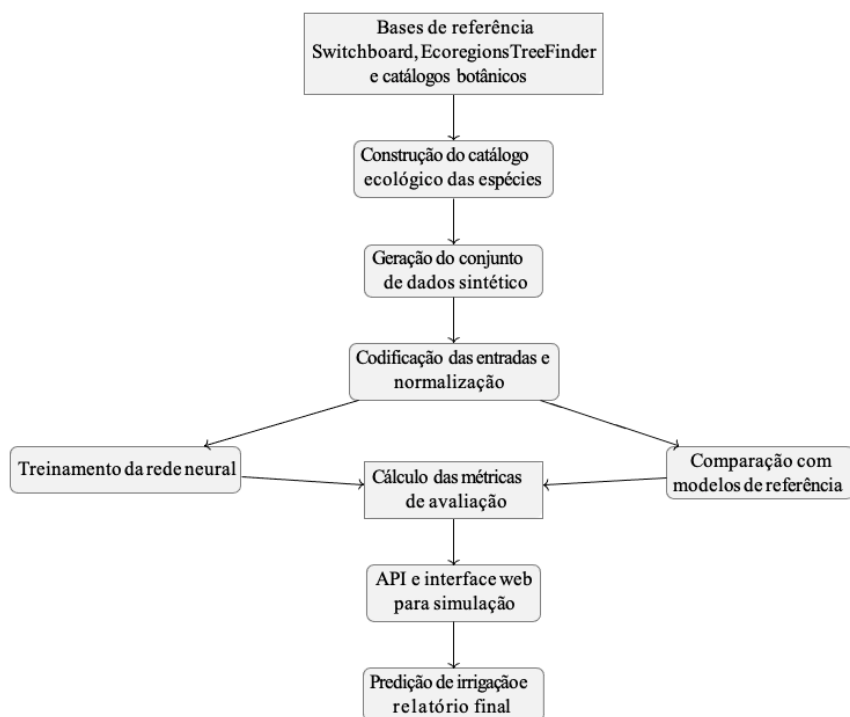 Bases de referência
Switchboard, EcoregionsTreeFinder
e catálogos botânicos
Construção do catálogo
ecológico das espécies
Geração do conjunto
de dados sintético
Codificação das entradas e
normalização
Treinamento da rede neural
Cálculo das métricas
de avaliação
Comparação com
modelos de referência
API e interface web
para simulação
Predição de irrigação e
relatório final